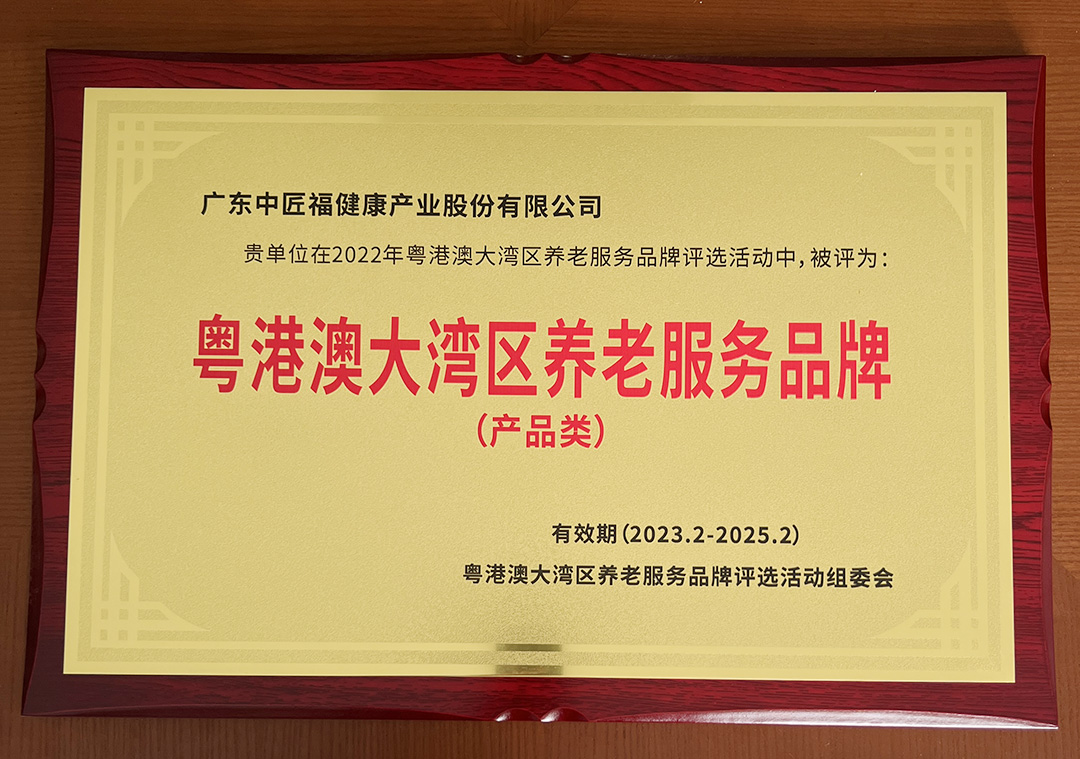 广东中匠福健康产业股份有限公司
贵单位在2022年粤港澳大湾区养老服务品牌评选活动中,被评为:
粤港澳大湾区养老服务品牌
(产品类)
有效期(2023.2-2025.2)
粤港澳大湾区养老服务品牌评选活动组委会